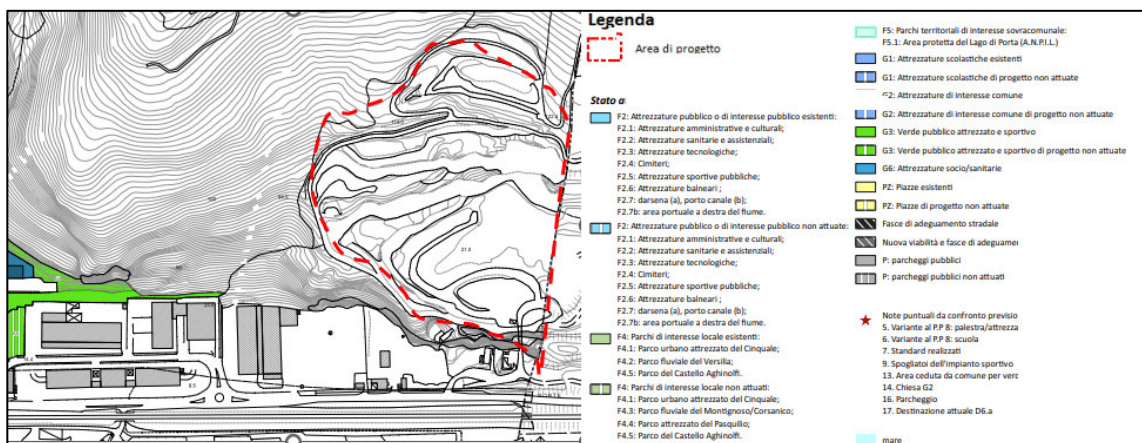 Legenda
Area di progetto
Stato a
F2: Attrezzature pubblico o di interesse pubblico esistenti:
F2.1: Attrezzature amministrative e culturali;
F2.2: Attrezzature sanitarie e assistenziali;
F2.3: Attrezzature tecnologiche;
F2.4: Cimiteri;
F2.5: Attrezzature sportive pubbliche;
F2.6: Attrezzature balneari ;
F2.7: darsena (a), porto canale (b);
F2.7b: area portuale a destra del fiume.
F2: Attrezzature pubblico o di interesse pubblico non attuate:
F2.1: Attrezzature amministrative e culturali;
F2.2: Attrezzature sanitarie e assistenziali;
F2.3: Attrezzature tecnologiche;
F2.4: Cimiteri;
F2.5: Attrezzature sportive pubbliche;
F2.6: Attrezzature balneari ;
F2.7: darsena (a), porto canale (b);
F2.7b: area portuale a destra del fiume.
F4: Parchi di interesse locale esistenti:
F4.1: Parco urbano attrezzato del Cinquale;
F4.2: Parco fluviale del Versilia;
F4.5: Parco del Castello Aghinolfi.
F4: Parchi di interesse locale non attuati:
F4.1: Parco urbano attrezzato del Cinquale;
F4.3: Parco fluviale del Montignoso/Corsanico;
F4.4: Parco attrezzato del Pasquilio;
F4.5: Parco del Castello Aghinolfi.
F5: Parchi territoriali di interesse sovracomunale:
F5.1: Area protetta del Lago di Porta (A.N.P.I.L.)
G1: Attrezzature scolastiche esistenti
G1: Attrezzature scolastiche di progetto non attuate
G2: Attrezzature di interesse comune
G2: Attrezzature di interesse comune di progetto non attuate
G3: Verde pubblico attrezzato e sportivo
G3: Verde pubblico attrezzato e sportivo di progetto non attuate
G6: Attrezzature socio/sanitarie
PZ: Piazze esistenti
PZ: Piazze di progetto non attuate
Fasce di adeguamento stradale
Nuova viabilità e fasce di adeguamei
P: parcheggi pubblici
P: parcheggi pubblici non attuati
Note puntuali da confronto previsio
5. Variante al P.P 8: palestra/attrezza
6. Variante al P.P 8: scuola
7. Standard realizzati
9. Spogliatoi dell'impianto sportivo
13. Area ceduta da comune per verc
14. Chiesa G2
16. Parcheggio
17. Destinazione attuale D6.a
mare
21.5
8.5